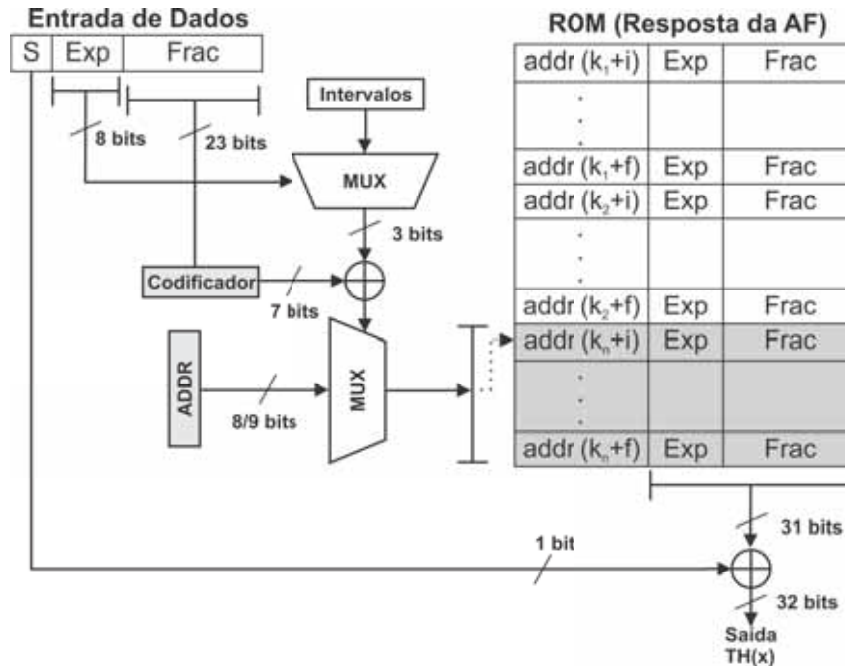 Entrada de Dados
S Exp Frac
8 bits
23 bits
Intervalos
MUX
3 bits
Codificador
7 bits
ADDR
8/9 bits
MUX
ROM (Resposta da AF)
addr (k₁+i) Exp Frac
addr (k₁+f) Exp Frac
addr (k₂+i) Exp Frac
addr (k₂+f) Exp Frac
addr (kₙ+i) Exp Frac
addr (kₙ+f) Exp Frac
31 bits
1 bit
32 bits
Saida
TH(x)